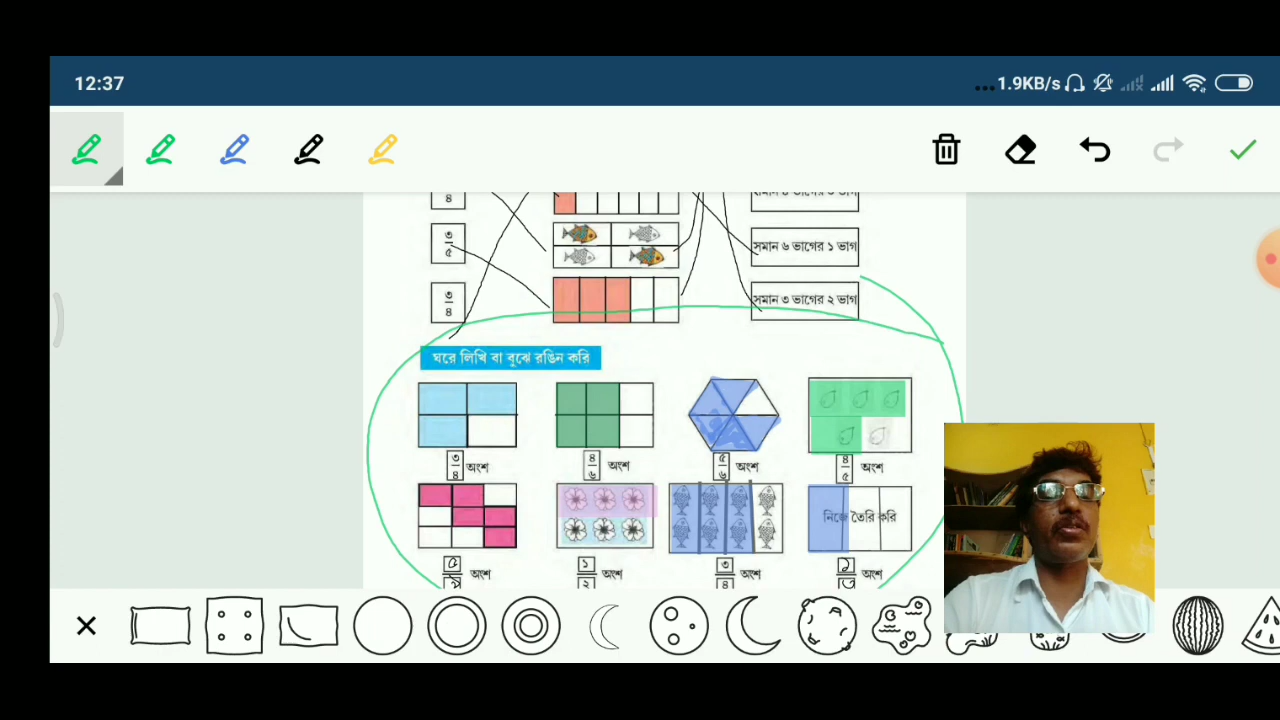 12:37
...1.9KB/s
৪
৩
৫
সমান ৬ ভাগের ১ ভাগ
৩
৪
সমান ৩ ভাগের ২ ভাগ
ঘরে লিখি বা বুঝে রঙিন করি
৩/৪ অংশ
৪/৬ অংশ
৫/৬ অংশ
৪/৫ অংশ
নিজে তৈরি করি
৫/৯ অংশ
১/২ অংশ
৩/৪ অংশ
১/৩ অংশ